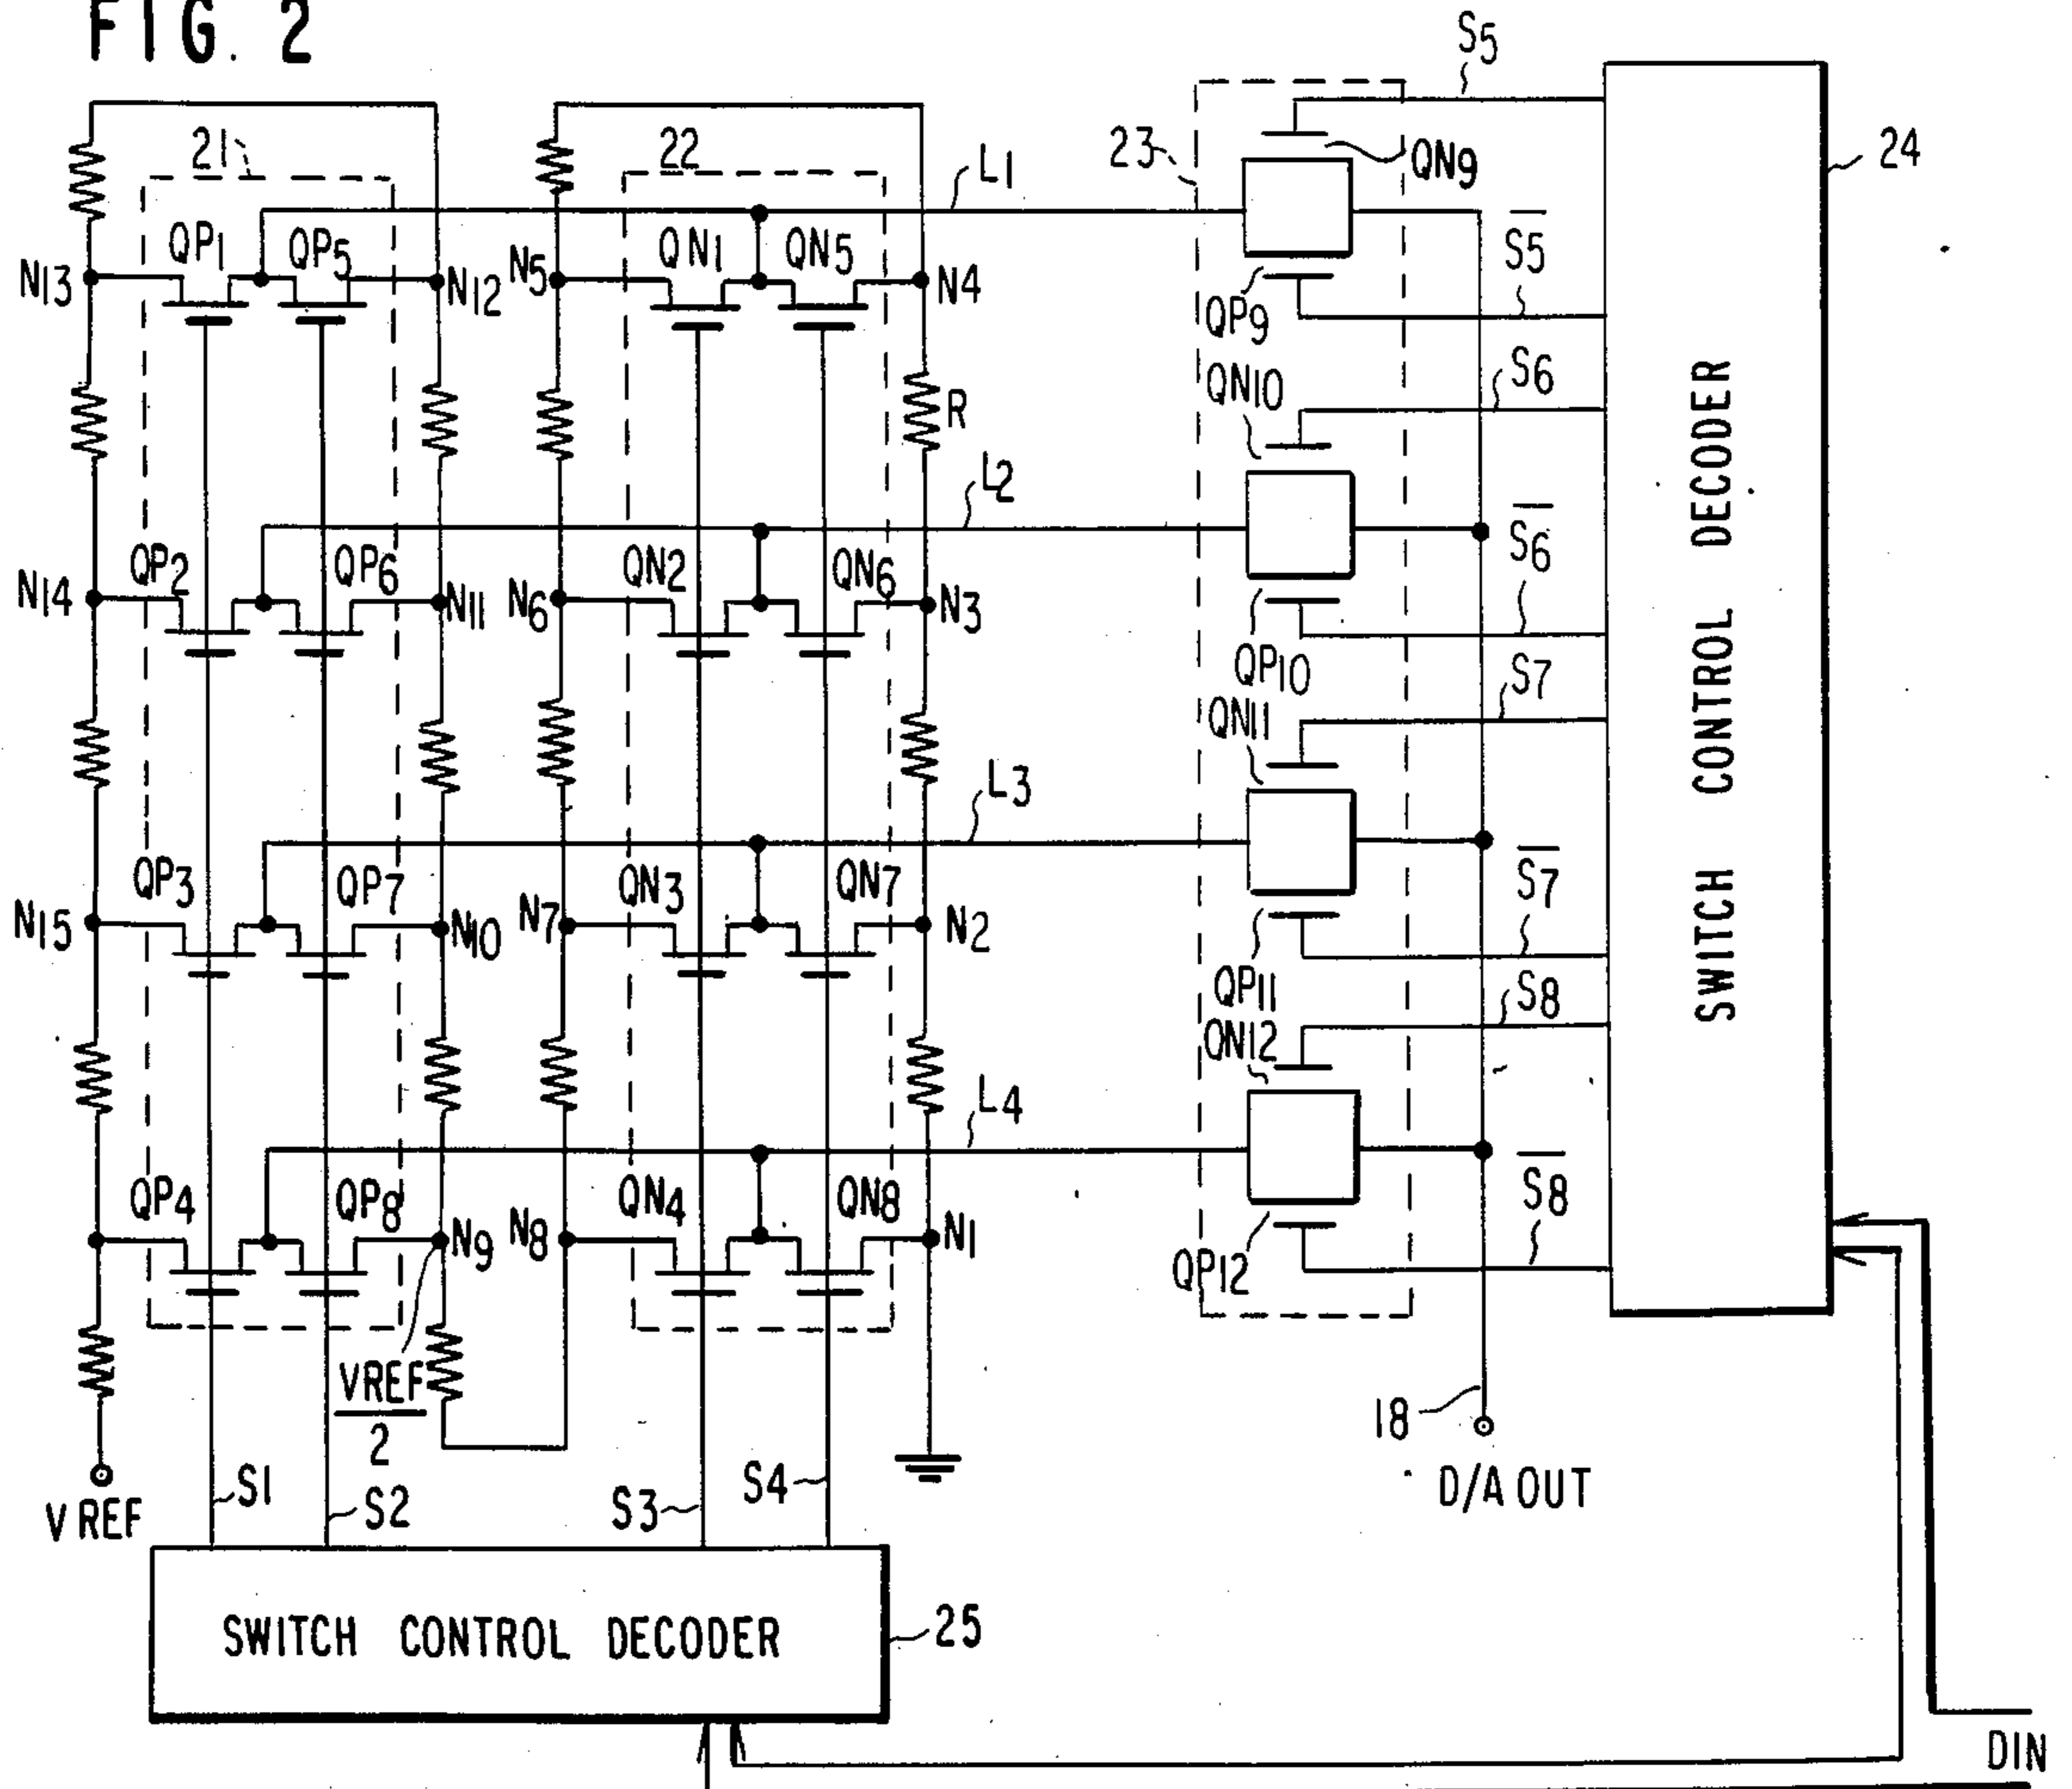 FIG. 2
S5
21
22
L1
23
QN9
24
QP1 QP5
QN1 QN5
S5
N13
N12
N5
N4
QP9
S6
QN10
R
L2
S6
QP2 QP6
QN2 QN6
N14
N11
N6
N3
QP10
S7
QN11
L3
S7
QP3 QP7
QN3 QN7
N15
N10
N7
N2
QP11
S8
QN12
L4
S8
QP4 QP8
QN4 QN8
N9
N8
N1
QP12
SWITCH CONTROL DECODER
VREF
2
18
D/A OUT
VREF
S1
S2
S3
S4
SWITCH CONTROL DECODER
25
DIN